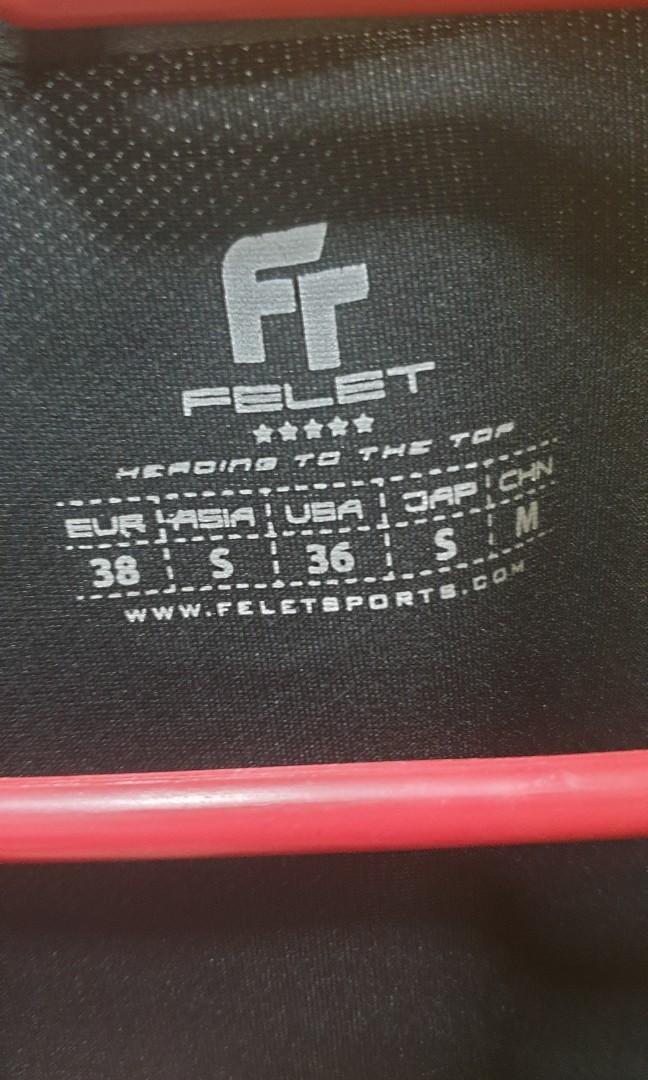 FF
FELET
HEADING TO THE TOP
EUR ASIA USA JAP CHN
38 S 36 S M
WWW.FELETSPORTS.COM